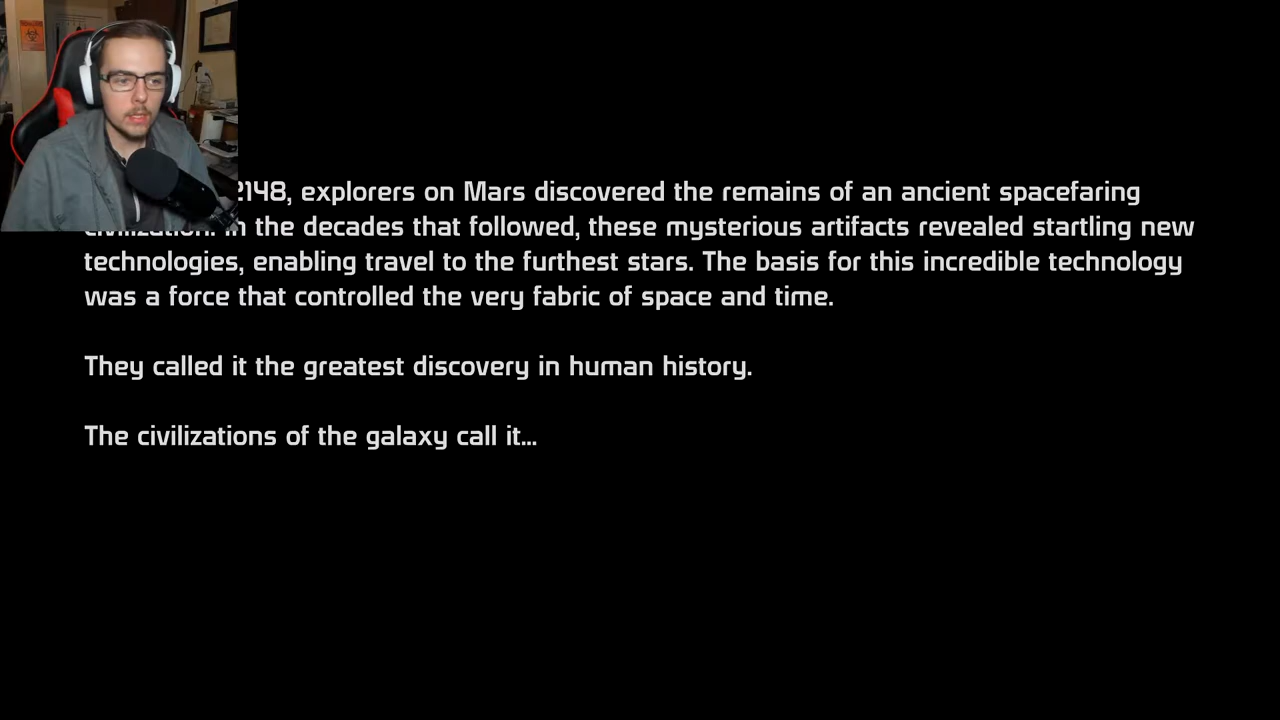 2148, explorers on Mars discovered the remains of an ancient spacefaring
civilization. In the decades that followed, these mysterious artifacts revealed startling new
technologies, enabling travel to the furthest stars. The basis for this incredible technology
was a force that controlled the very fabric of space and time.
They called it the greatest discovery in human history.
The civilizations of the galaxy call it...